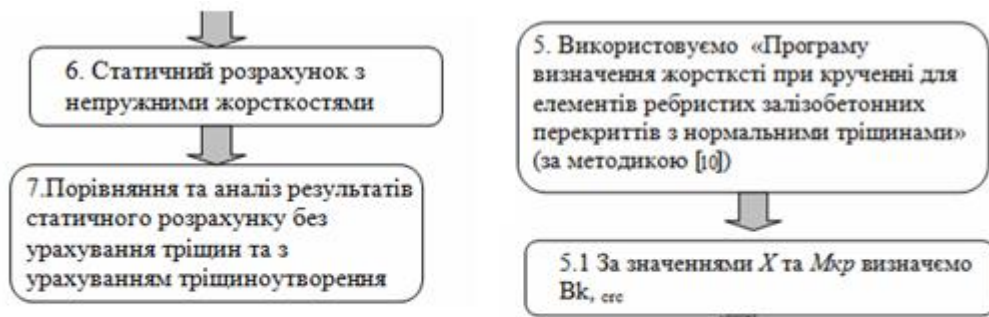 6. Статичний розрахунок з
непружними жорсткостями
7.Порівняння та аналіз результатів
статичного розрахунку без
урахування тріщин та з
урахуванням тріщиноутворення
5. Використовуємо «Програму
визначення жорстксті при крученні для
елементів ребристих залізобетонних
перекриттів з нормальними тріщинами»
(за методикою [10])
5.1 За значеннями X та Мкр визначємо
Bk, crc